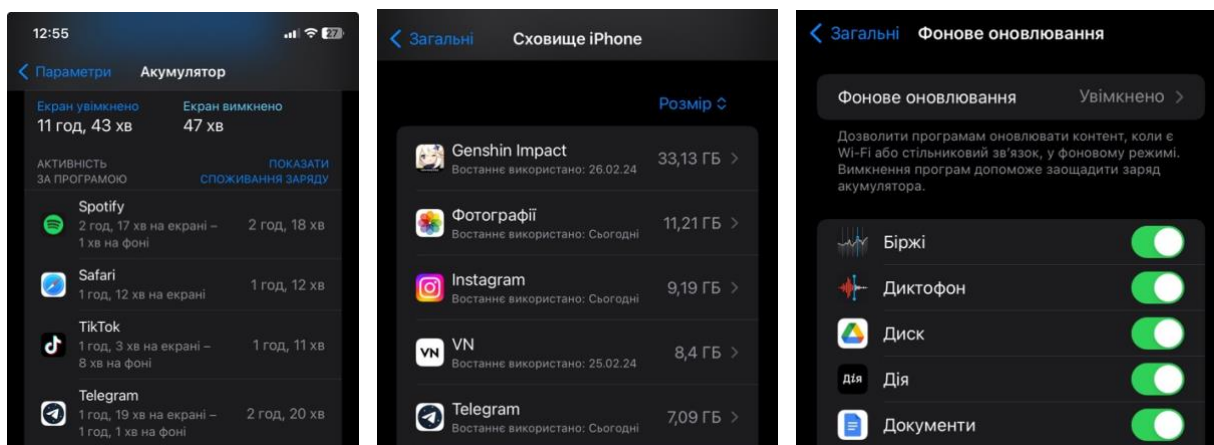 12:55
27
Параметри
Акумулятор
Екран увімкнено
Екран вимкнено
11 год, 43 хв
47 хв
АКТИВНІСТЬ
ЗА ПРОГРАМОЮ
ПОКАЗАТИ
СПОЖИВАННЯ ЗАРЯДУ
Spotify
2 год, 17 хв на екрані –
1 хв на фоні
2 год, 18 хв
Safari
1 год, 12 хв на екрані
1 год, 12 хв
TikTok
1 год, 3 хв на екрані –
8 хв на фоні
1 год, 11 хв
Telegram
1 год, 19 хв на екрані –
1 год, 1 хв на фоні
2 год, 20 хв
Загальні
Сховище iPhone
Розмір
Genshin Impact
Востаннє використано: 26.02.24
33,13 ГБ
Фотографії
Востаннє використано: Сьогодні
11,21 ГБ
Instagram
Востаннє використано: Сьогодні
9,19 ГБ
VN
VN
Востаннє використано: 25.02.24
8,4 ГБ
Telegram
Востаннє використано: Сьогодні
7,09 ГБ
Загальні
Фонове оновлювання
Фонове оновлювання
Увімкнено
Дозволити програмам оновлювати контент, коли є
Wi-Fi або стільниковий зв'язок, у фоновому режимі.
Вимкнення програм допоможе заощадити заряд
акумулятора.
Біржі
Диктофон
Диск
Дія
Дія
Документи